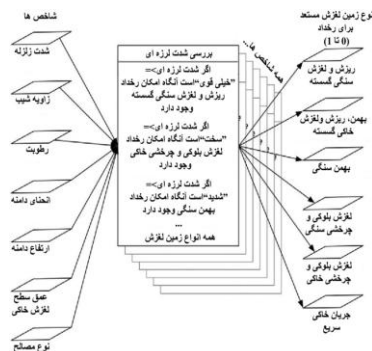 شاخص ها
شدت زلزله
زاویه شیب
رطوبت
انحنای دامنه
ارتفاع دامنه
عمق سطح
لغزش خاکی
نوع مصالح
بررسی شدت لرزه ای
اگر شدت لرزه ای =>
"خیلی قوی" است آنگاه امکان رخداد
ریزش و لغزش سنگی گسسته
وجود دارد
اگر شدت لرزه ای =>
"سخت" است آنگاه امکان رخداد
لغزش بلوکی و چرخشی خاکی
وجود دارد
اگر شدت لرزه ای =>
"شدید" است آنگاه امکان رخداد
بهمن سنگی وجود دارد
...
همه انواع زمین لغزش
همه شاخص ها...
نوع زمین لغزش مستعد
برای رخداد
(0 تا 1)
ریزش و لغزش
سنگی گسسته
بهمن، ریزش ولغزش
خاکی گسسته
بهمن سنگی
لغزش بلوکی و
چرخشی سنگی
لغزش بلوکی و
چرخشی خاکی
جریان خاکی
سریع